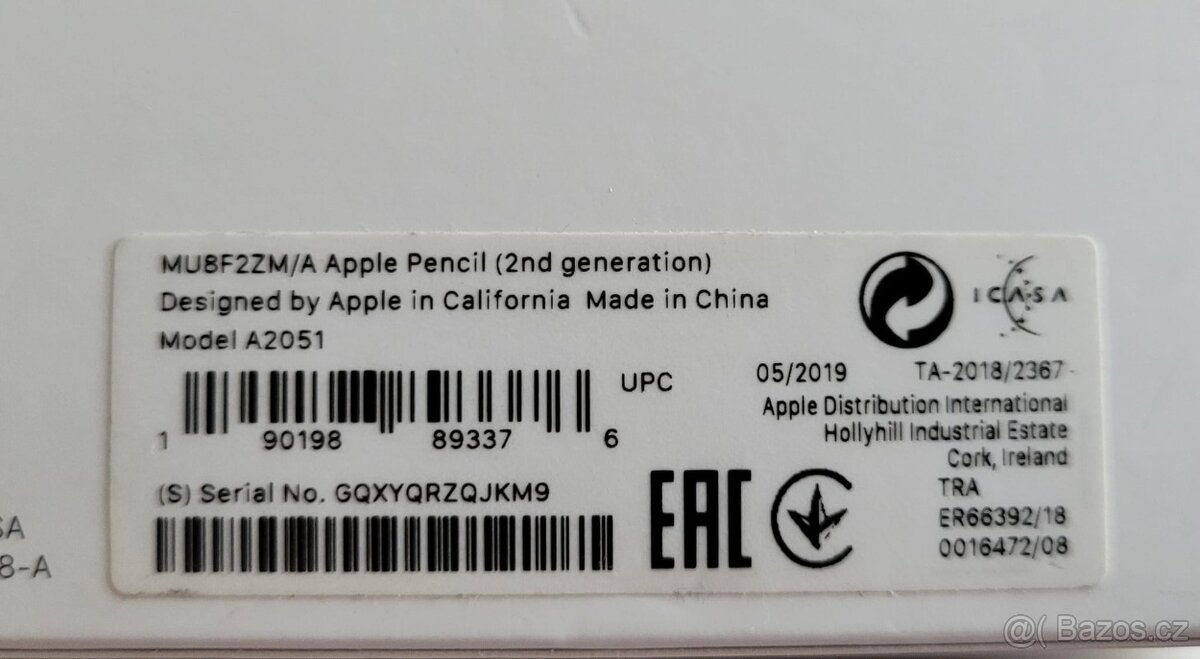 MU8F2ZM/A Apple Pencil (2nd generation)
Designed by Apple in California Made in China
Model A2051
UPC
1 90198 89337 6
(S) Serial No. GQXYQRZQJKM9
ICASA
05/2019 TA-2018/2367
Apple Distribution International
Hollyhill Industrial Estate
Cork, Ireland
EAC
TRA
ER66392/18
0016472/08
SA
8-A
@( Bazos.cz